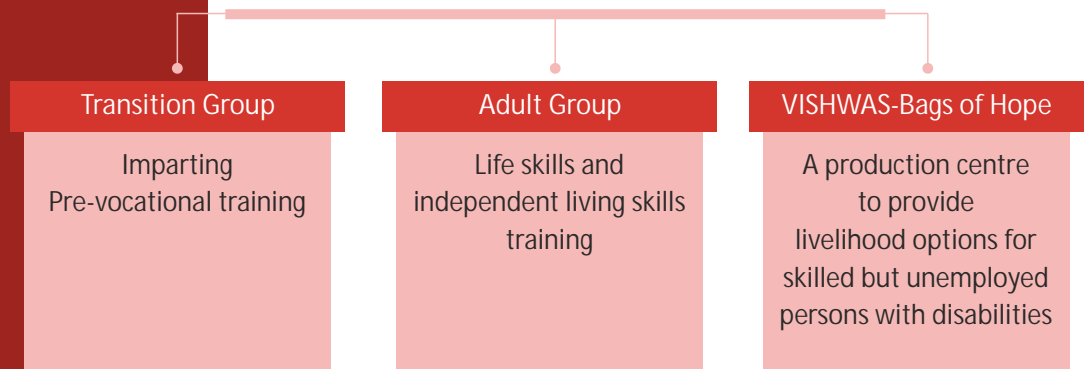 Transition Group
Imparting
Pre-vocational training
Adult Group
Life skills and
independent living skills
training
VISHWAS-Bags of Hope
A production centre
to provide
livelihood options for
skilled but unemployed
persons with disabilities